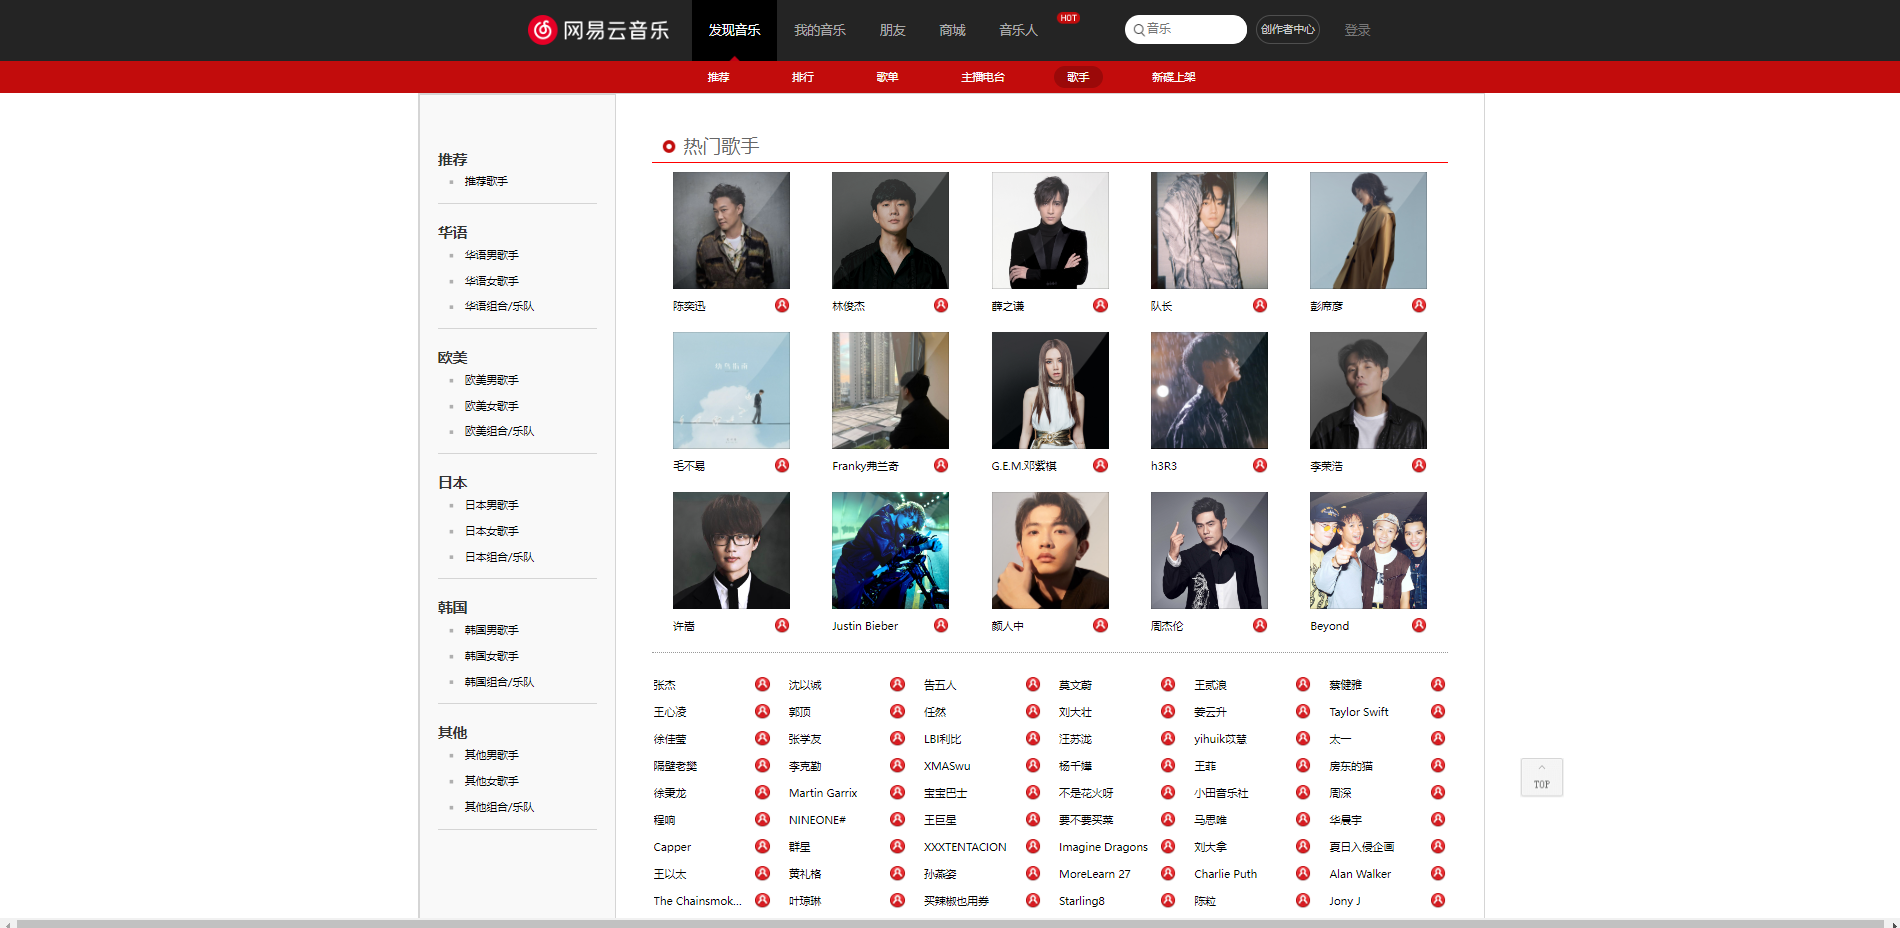 网易云音乐 发现音乐 我的音乐 朋友 商城 音乐人 HOT 音乐 创作者中心 登录
推荐 排行 歌单 主播电台 歌手 新碟上架
推荐
推荐歌手
华语
华语男歌手
华语女歌手
华语组合/乐队
欧美
欧美男歌手
欧美女歌手
欧美组合/乐队
日本
日本男歌手
日本女歌手
日本组合/乐队
韩国
韩国男歌手
韩国女歌手
韩国组合/乐队
其他
其他男歌手
其他女歌手
其他组合/乐队
热门歌手
陈奕迅 林俊杰 薛之谦 队长 彭席彦
毛不易 Franky弗兰奇 G.E.M.邓紫棋 h3R3 李荣浩
许嵩 Justin Bieber 颜人中 周杰伦 Beyond
张杰 沈以诚 告五人 莫文蔚 王贰浪 蔡健雅
王心凌 郭顶 任然 刘大壮 姜云升 Taylor Swift
徐佳莹 张学友 LBI利比 汪苏泷 yihuik苡慧 太一
隔壁老樊 李克勤 XMASwu 杨千嬅 王菲 房东的猫
徐秉龙 Martin Garrix 宝宝巴士 不是花火呀 小田音乐社 周深
程响 NINEONE# 王巨星 要不要买菜 马思唯 华晨宇
Capper 群星 XXXTENTACION Imagine Dragons 刘大拿 夏日入侵企画
王以太 黄礼格 孙燕姿 MoreLearn 27 Charlie Puth Alan Walker
The Chainsmok... 叶琼琳 买辣椒也用券 Starling8 陈粒 Jony J
TOP